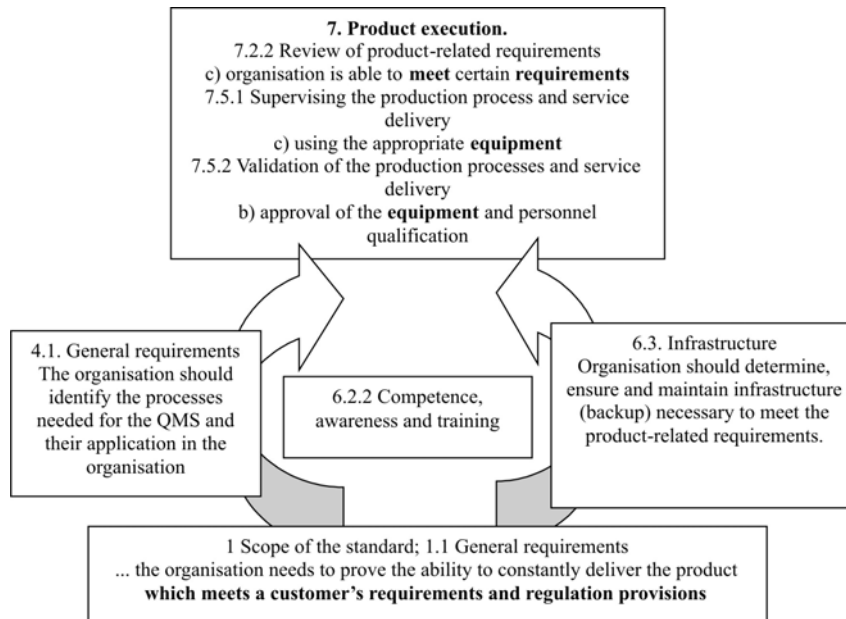 7. Product execution.
7.2.2 Review of product-related requirements
c) organisation is able to meet certain requirements
7.5.1 Supervising the production process and service
delivery
c) using the appropriate equipment
7.5.2 Validation of the production processes and service
delivery
b) approval of the equipment and personnel
qualification
4.1. General requirements
The organisation should
identify the processes
needed for the QMS and
their application in the
organisation
6.2.2 Competence,
awareness and training
6.3. Infrastructure
Organisation should determine,
ensure and maintain infrastructure
(backup) necessary to meet the
product-related requirements.
1 Scope of the standard; 1.1 General requirements
... the organisation needs to prove the ability to constantly deliver the product
which meets a customer’s requirements and regulation provisions